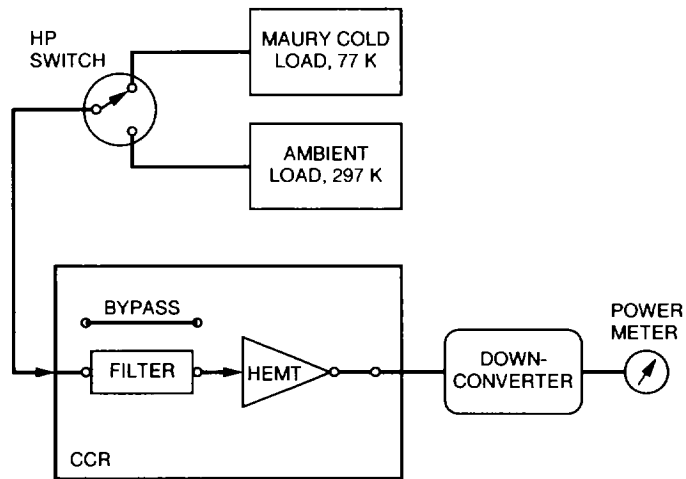 HP
SWITCH
MAURY COLD
LOAD, 77 K
AMBIENT
LOAD, 297 K
BYPASS
FILTER
HEMT
CCR
DOWN-
CONVERTER
POWER
METER